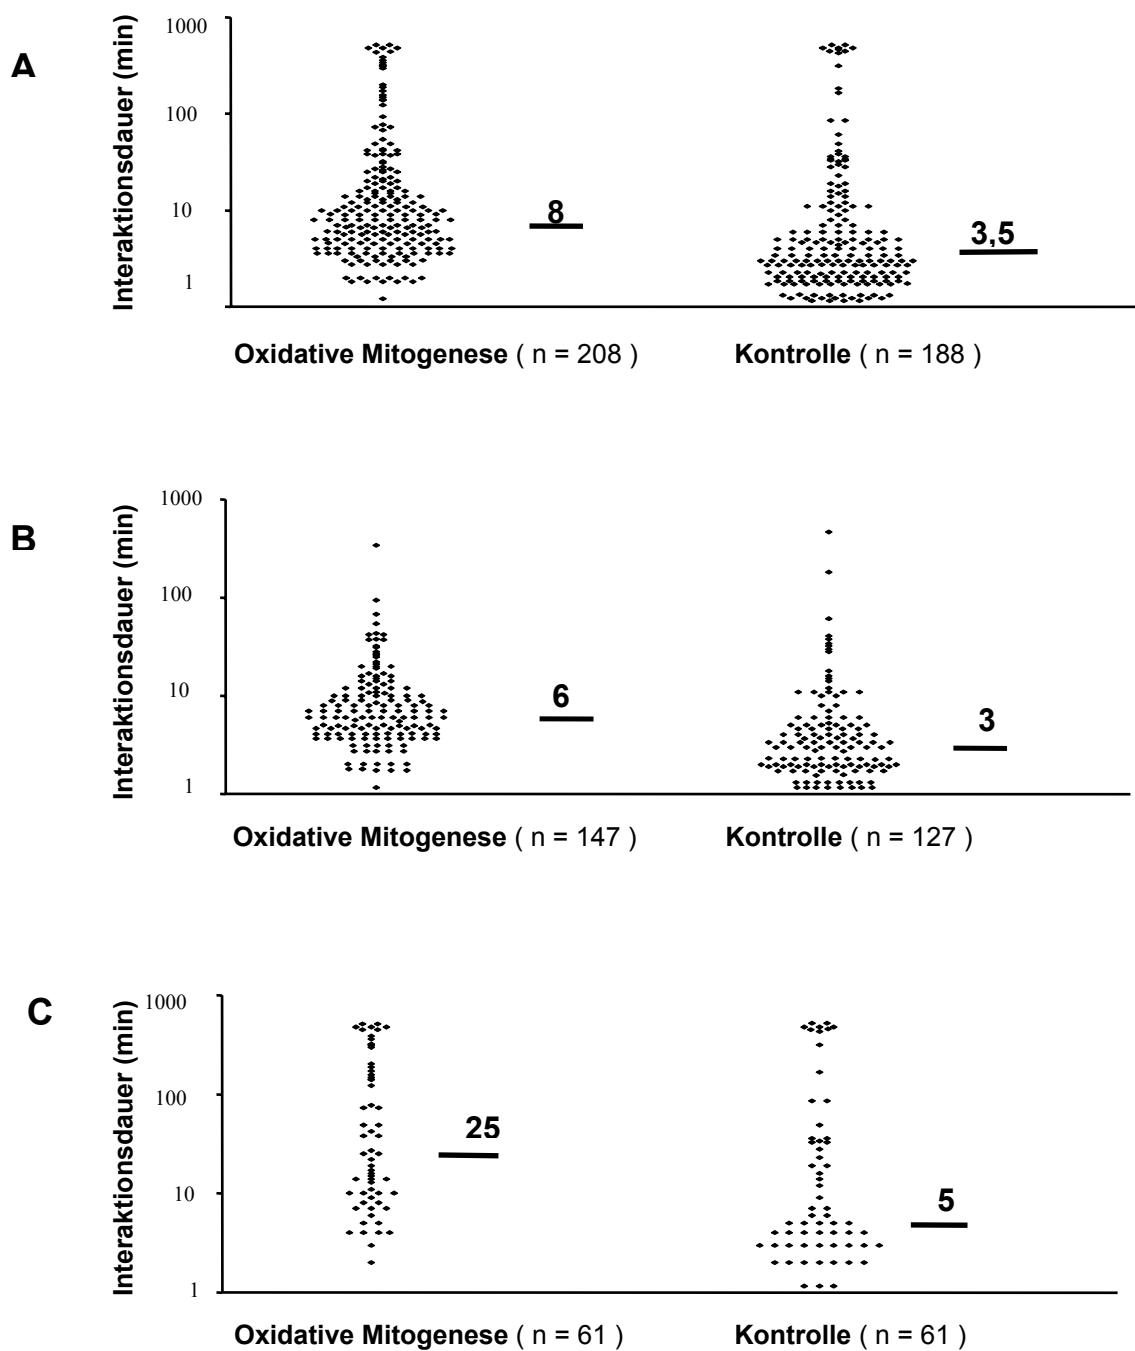 A
Interaktionsdauer (min)
1000
100
10
1
8
3,5
Oxidative Mitogenese ( n = 208 )
Kontrolle ( n = 188 )
B
Interaktionsdauer (min)
1000
100
10
1
6
3
Oxidative Mitogenese ( n = 147 )
Kontrolle ( n = 127 )
C
Interaktionsdauer (min)
1000
100
10
1
25
5
Oxidative Mitogenese ( n = 61 )
Kontrolle ( n = 61 )